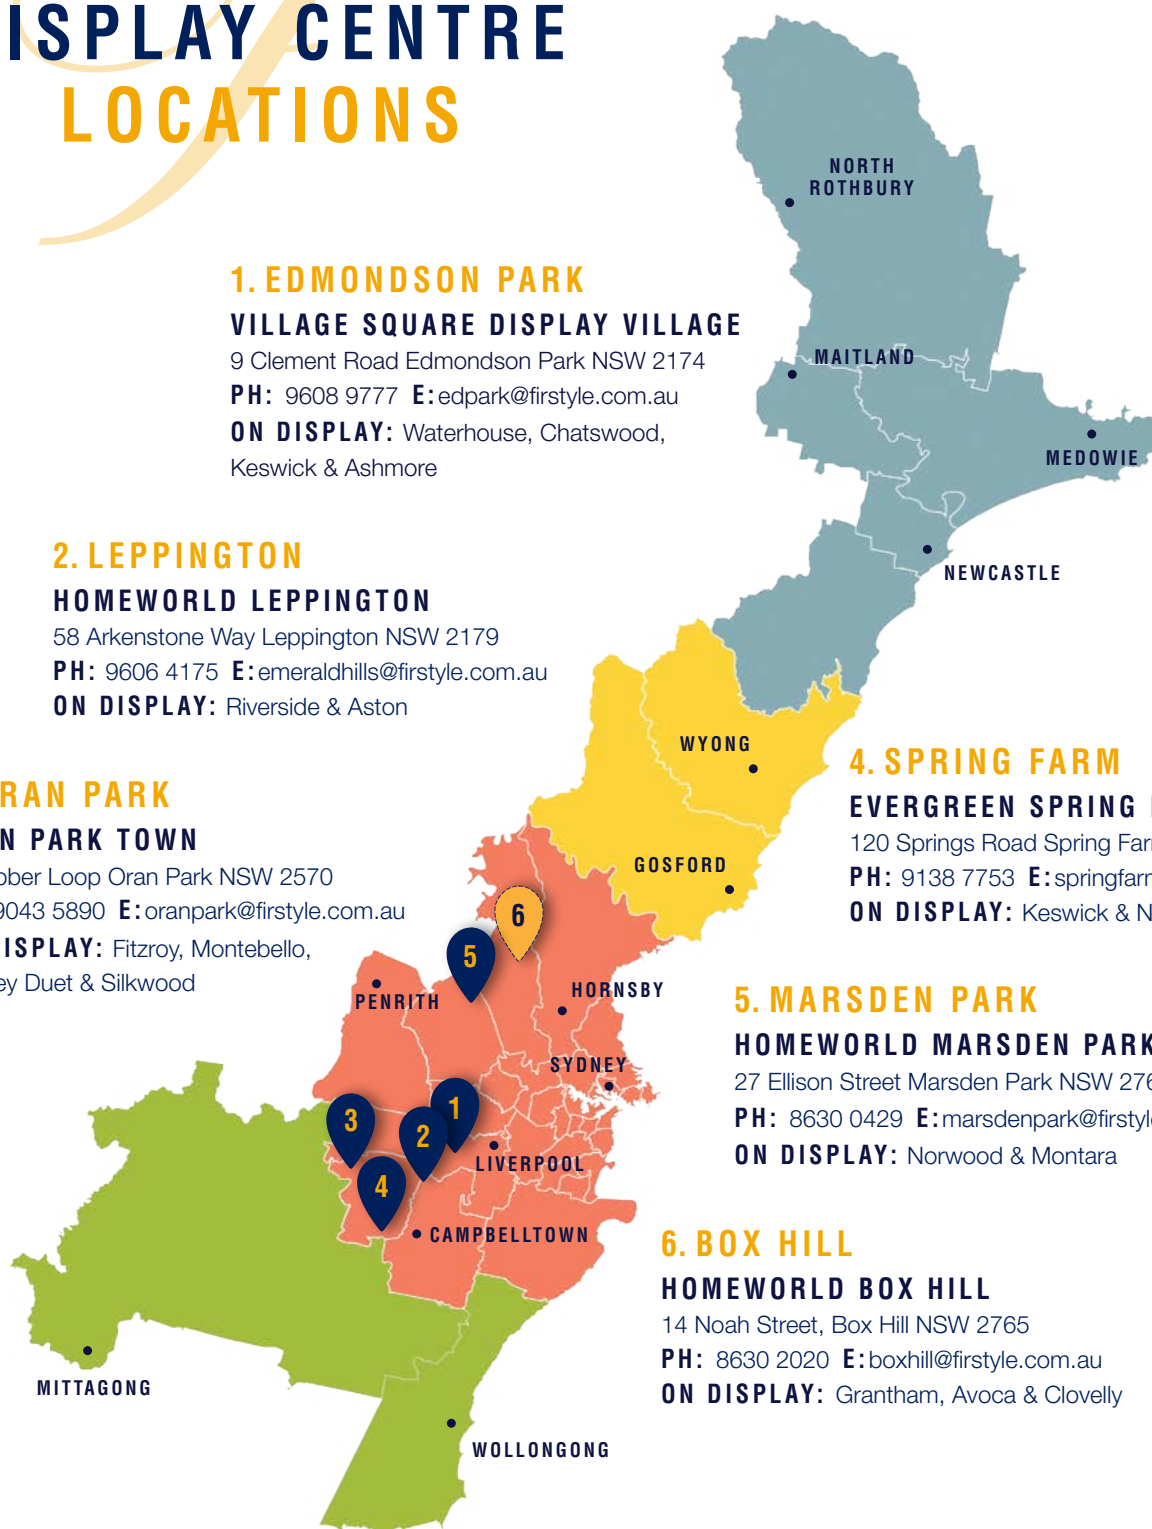 ISPLAY CENTRE
LOCATIONS
1. EDMONDSON PARK
VILLAGE SQUARE DISPLAY VILLAGE
9 Clement Road Edmondson Park NSW 2174
PH: 9608 9777 E: edpark@firstyle.com.au
ON DISPLAY: Waterhouse, Chatswood,
Keswick & Ashmore
2. LEPPINGTON
HOMEWORLD LEPPINGTON
58 Arkenstone Way Leppington NSW 2179
PH: 9606 4175 E: emeraldhills@firstyle.com.au
ON DISPLAY: Riverside & Aston
RAN PARK
N PARK TOWN
Loop Oran Park NSW 2570
9043 5890 E: oranpark@firstyle.com.au
ISPLAY: Fitzroy, Montebello,
ey Duet & Silkwood
4. SPRING FARM
EVERGREEN SPRING
120 Springs Road Spring Far
PH: 9138 7753 E: springfarm
ON DISPLAY: Keswick & N
5. MARSDEN PARK
HOMEWORLD MARSDEN PARK
27 Ellison Street Marsden Park NSW 276
PH: 8630 0429 E: marsdenpark@firstyle
ON DISPLAY: Norwood & Montara
6. BOX HILL
HOMEWORLD BOX HILL
14 Noah Street, Box Hill NSW 2765
PH: 8630 2020 E: boxhill@firstyle.com.au
ON DISPLAY: Grantham, Avoca & Clovelly
NORTH
ROTHBURY
MAITLAND
MEDOWIE
NEWCASTLE
WYONG
GOSFORD
6
5
HORNSBY
PENRITH
SYDNEY
1
3
2
LIVERPOOL
4
CAMPBELLTOWN
MITTAGONG
WOLLONGONG